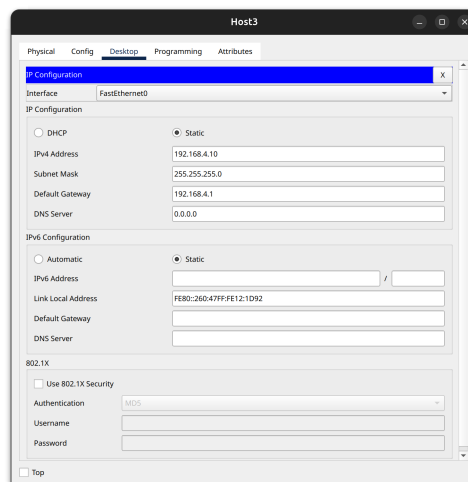 Host3
Physical Config Desktop Programming Attributes
IP Configuration X
Interface FastEthernet0
IP Configuration
DHCP Static
IPv4 Address 192.168.4.10
Subnet Mask 255.255.255.0
Default Gateway 192.168.4.1
DNS Server 0.0.0.0
IPv6 Configuration
Automatic Static
IPv6 Address /
Link Local Address FE80::260:47FF:FE12:1D92
Default Gateway
DNS Server
802.1X
Use 802.1X Security
Authentication MD5
Username
Password
Top